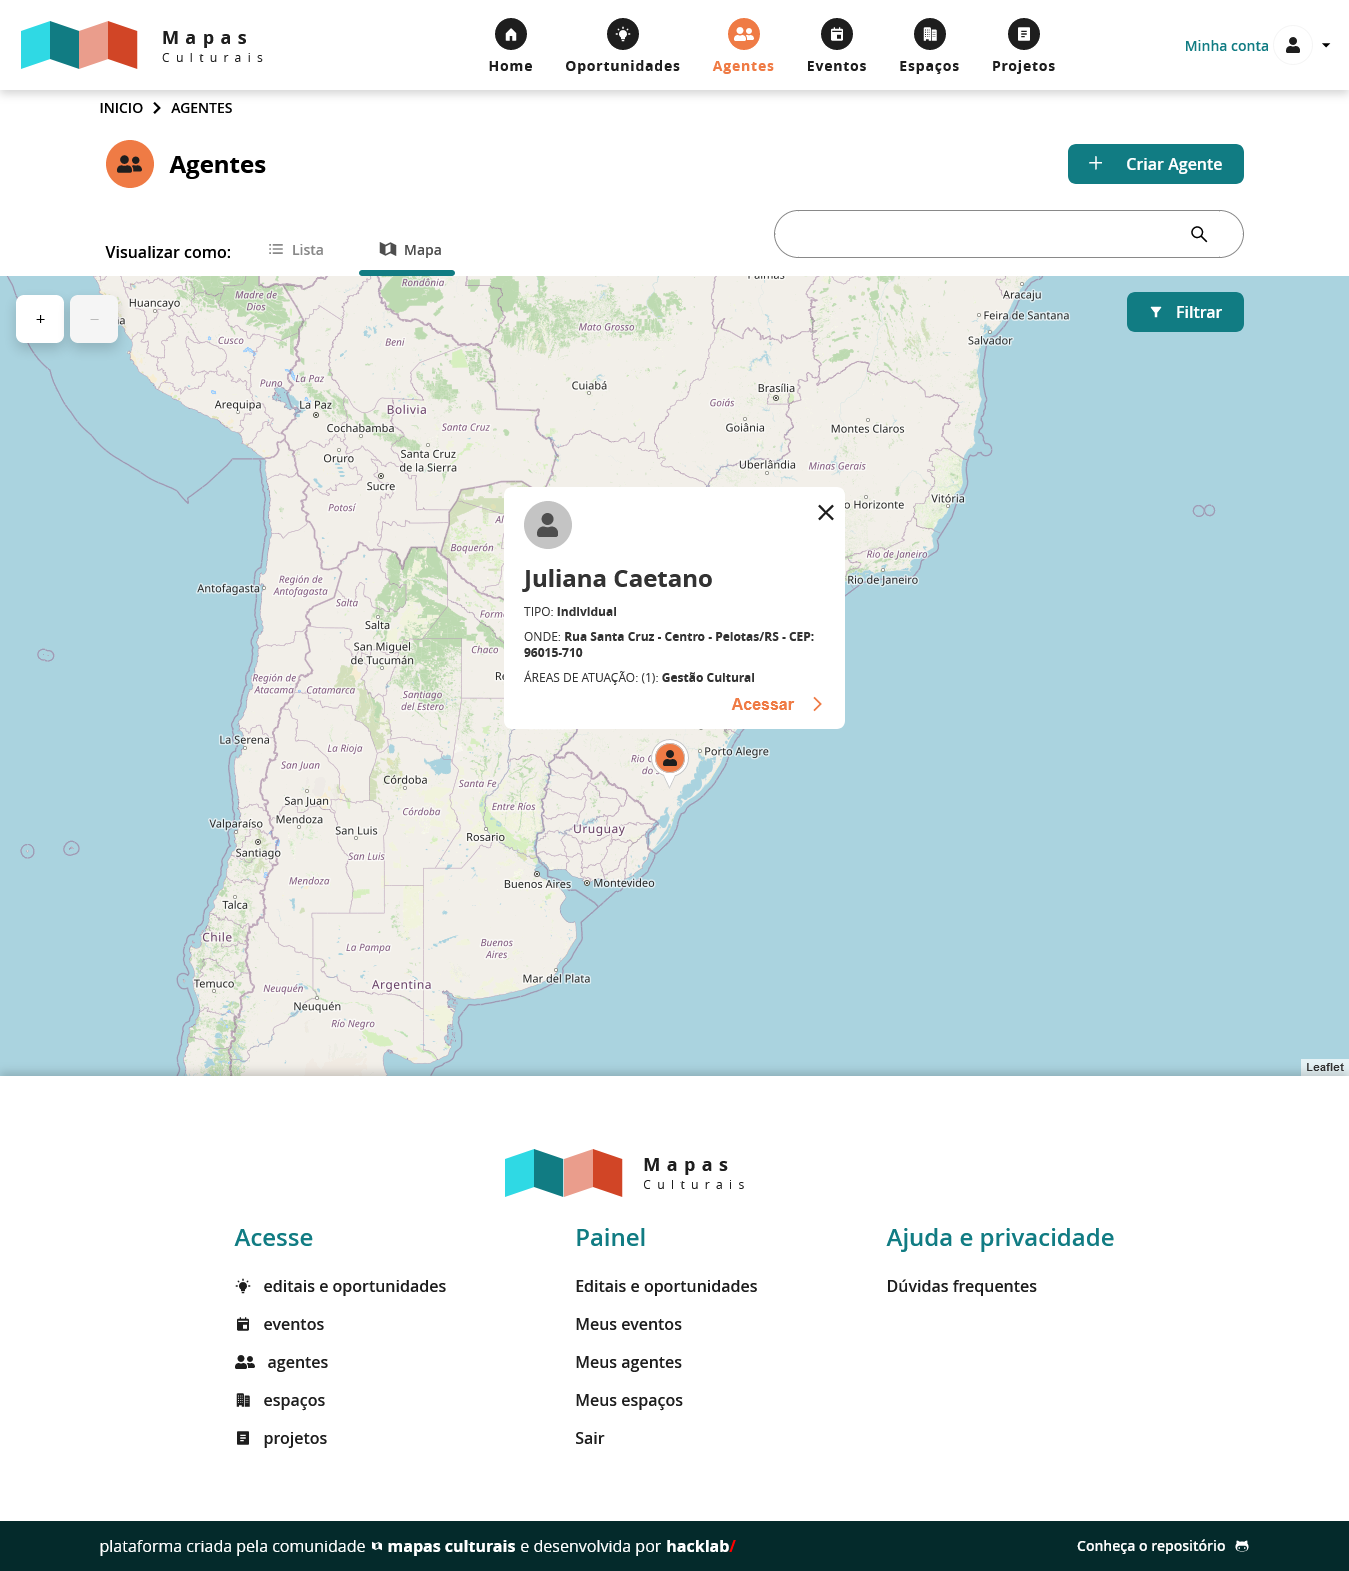 Mapas
Culturais
Home
Oportunidades
Agentes
Eventos
Espaços
Projetos
Minha conta
INICIO
AGENTES
Agentes
Criar Agente
Visualizar como:
Lista
Mapa
+
−
Filtrar
Huancayo
Madre de
Dios
Rondônia
Palmas
Aracaju
Feira de Santana
Salvador
Mato Grosso
Cusco
Beni
Puno
La Paz
Cuiabá
Brasília
Arequipa
La Paz
Bolivia
Goiás
Cochabamba
Santa Cruz
Goiânia
Montes Claros
Oruro
Santa Cruz
de la Sierra
Uberlândia
Minas Gerais
Sucre
Potosí
Vitória
o Horizonte
Boquerón
Rio de Janeiro
Rio de Janeiro
Antofagasta
Región de
Antofagasta
Salta
Salta
Chaco
San Miguel
de Tucumán
Región de
Atacama
Catamarca
Santiago
del Estero
Juliana Caetano
TIPO: Individual
ONDE: Rua Santa Cruz - Centro - Pelotas/RS - CEP:
96015-710
ÁREAS DE ATUAÇÃO: (1): Gestão Cultural
Acessar
La Serena
La Rioja
Porto Alegre
San Juan
Córdoba
Santa Fe
San Juan
Mendoza
Córdoba
Entre Ríos
Valparaíso
San Luis
Rosario
Uruguay
Santiago
San Luis
Mendoza
Buenos Aires
Montevideo
Talca
Chile
La Pampa
Buenos
Aires
Temuco
Neuquén
Argentina
Mar del Plata
Neuquén
Río Negro
Leaflet
Mapas
Culturais
Acesse
editais e oportunidades
eventos
agentes
espaços
projetos
Painel
Editais e oportunidades
Meus eventos
Meus agentes
Meus espaços
Sair
Ajuda e privacidade
Dúvidas frequentes
plataforma criada pela comunidade mapas culturais e desenvolvida por hacklab/
Conheça o repositório